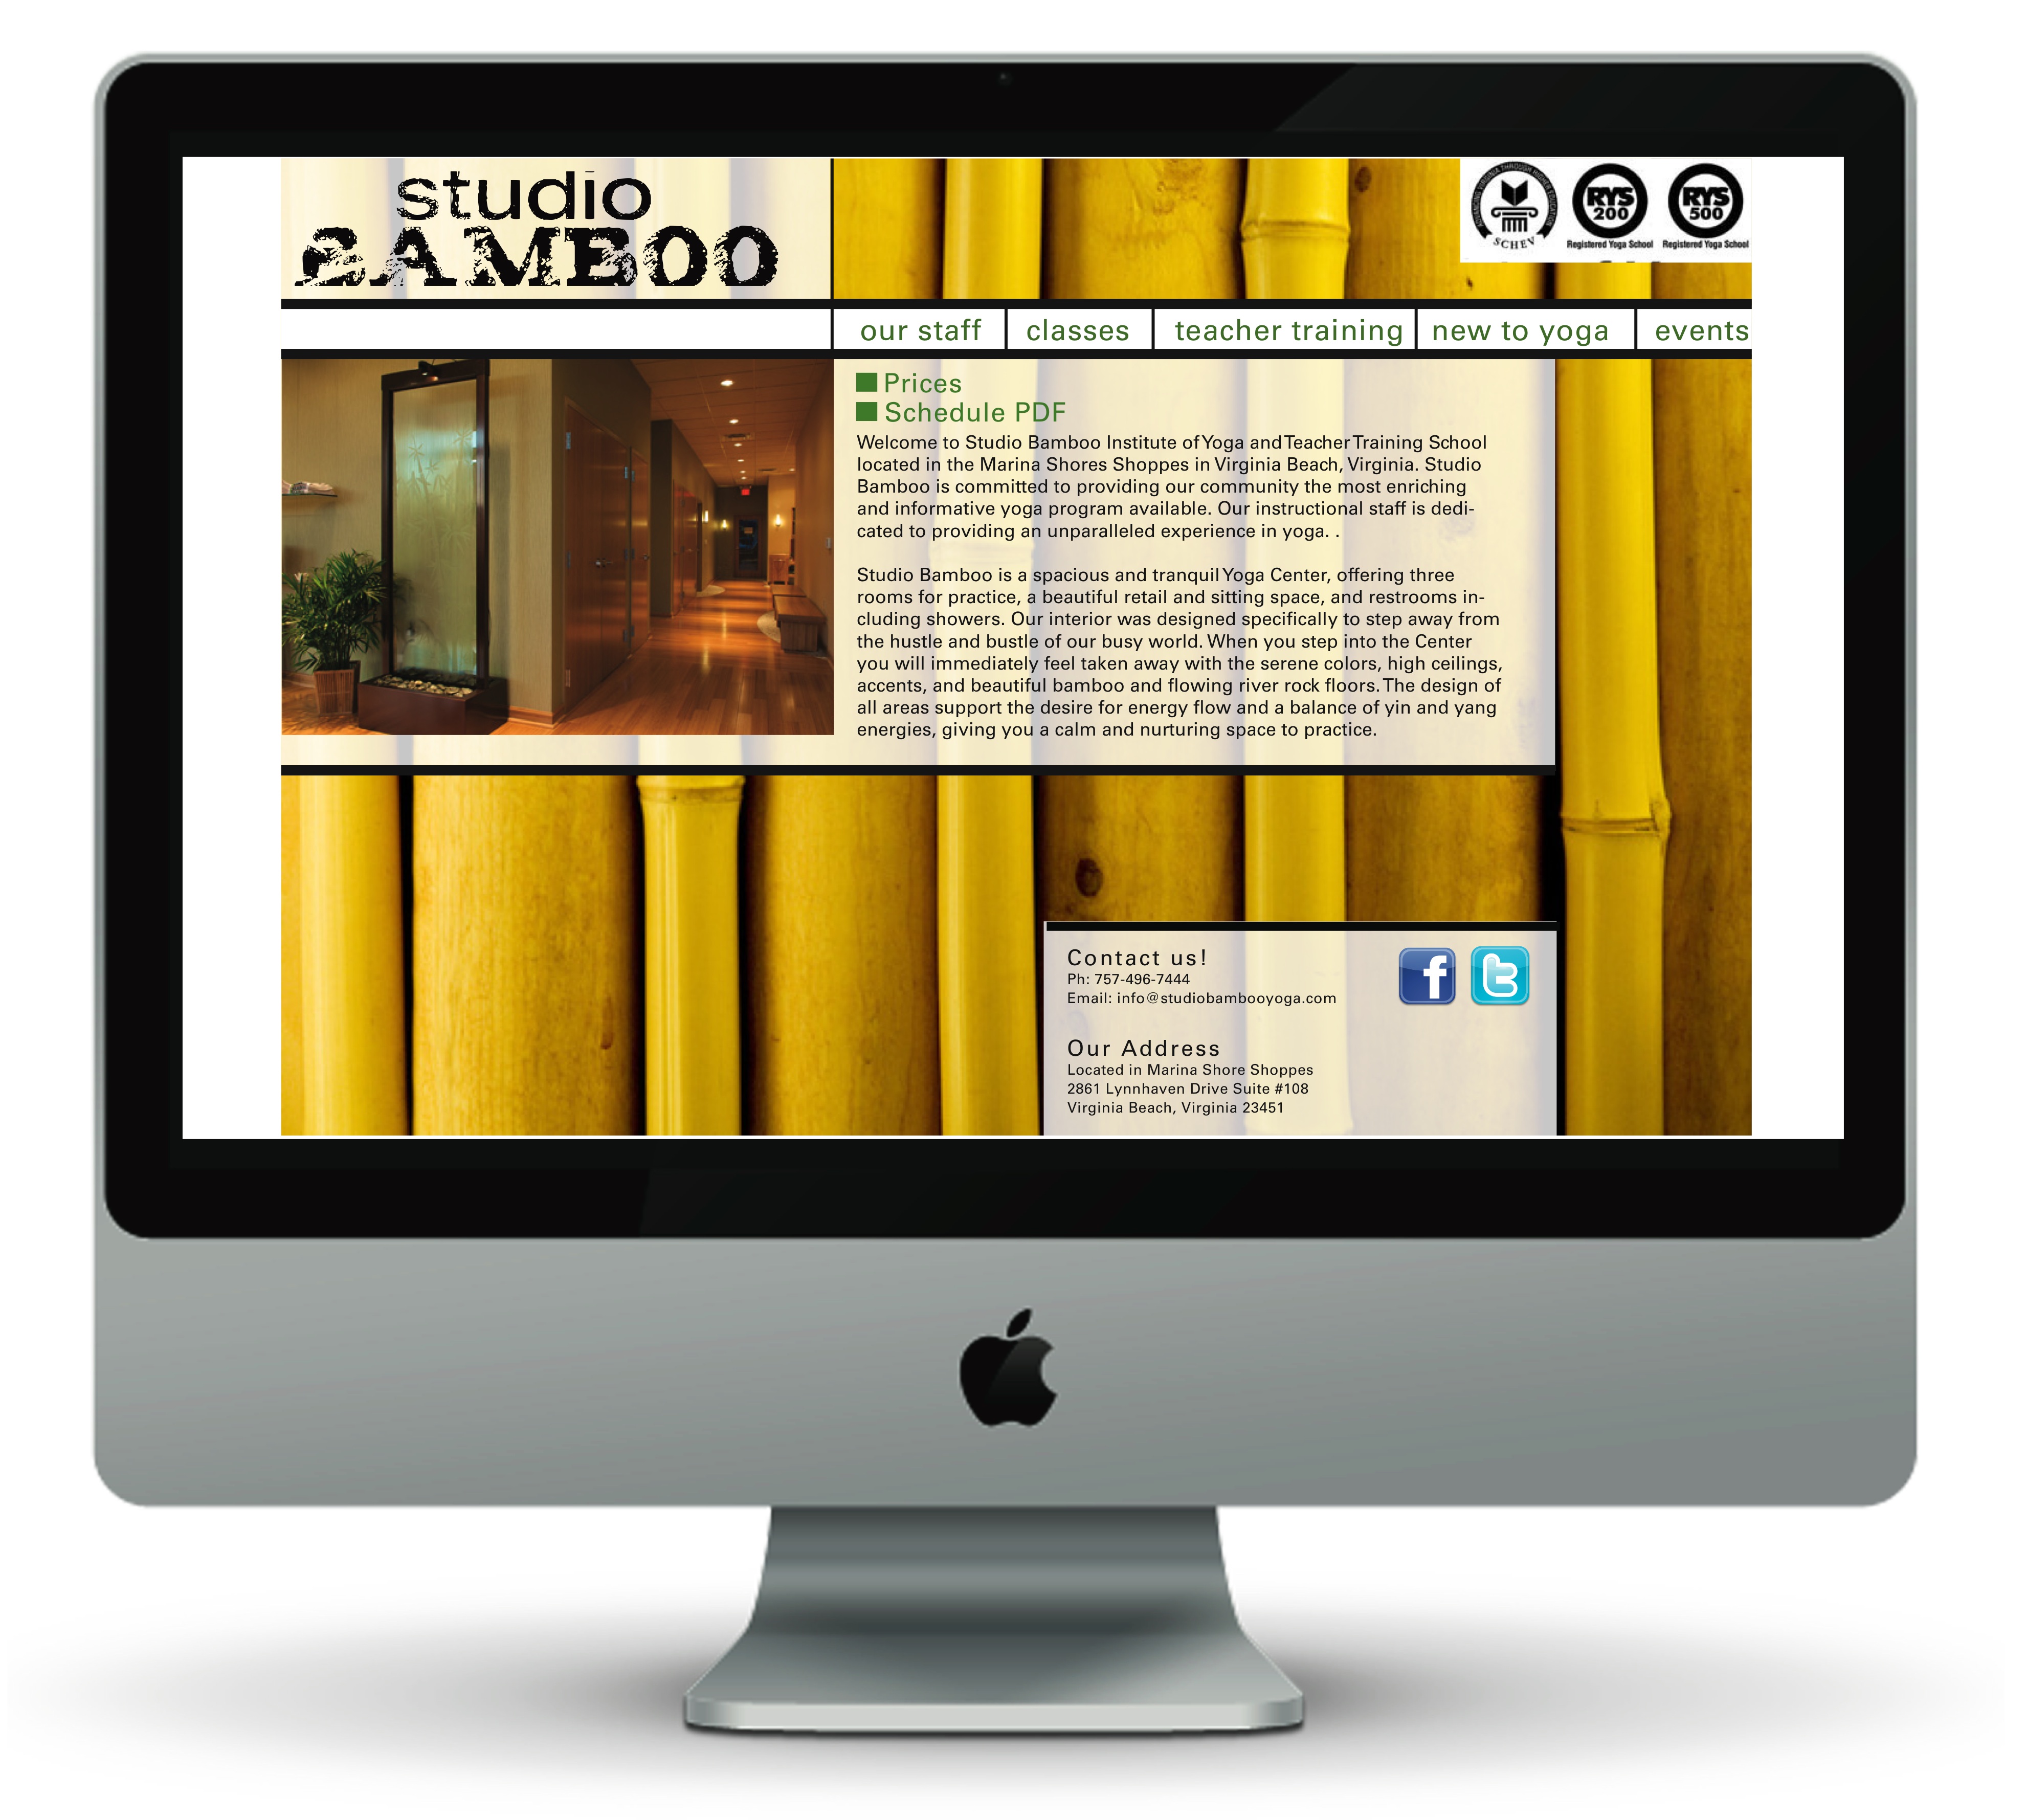 studio
BAMBOO
ADVANCING VIRGINIA THROUGH HIGHER EDUCATION
SCHEV
RYS
200
Registered Yoga School
RYS
500
Registered Yoga School
our staff
classes
teacher training
new to yoga
events
Prices
Schedule PDF
Welcome to Studio Bamboo Institute of Yoga and Teacher Training School
located in the Marina Shores Shoppes in Virginia Beach, Virginia. Studio
Bamboo is committed to providing our community the most enriching
and informative yoga program available. Our instructional staff is dedi-
cated to providing an unparalleled experience in yoga. .
Studio Bamboo is a spacious and tranquil Yoga Center, offering three
rooms for practice, a beautiful retail and sitting space, and restrooms in-
cluding showers. Our interior was designed specifically to step away from
the hustle and bustle of our busy world. When you step into the Center
you will immediately feel taken away with the serene colors, high ceilings,
accents, and beautiful bamboo and flowing river rock floors. The design of
all areas support the desire for energy flow and a balance of yin and yang
energies, giving you a calm and nurturing space to practice.
Contact us!
Ph: 757-496-7444
Email: info@studiobambooyoga.com
f
t
Our Address
Located in Marina Shore Shoppes
2861 Lynnhaven Drive Suite #108
Virginia Beach, Virginia 23451